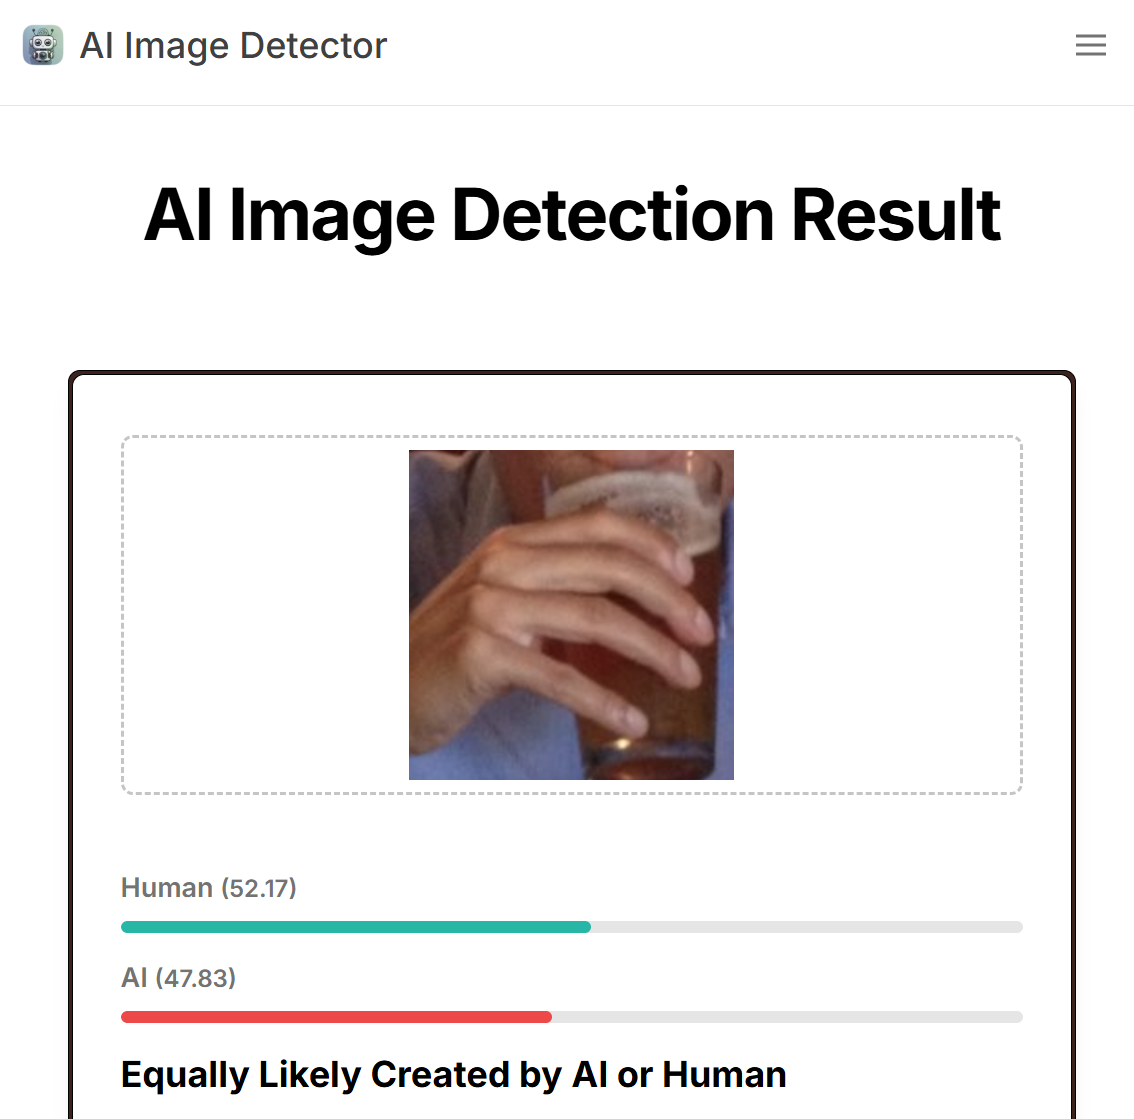 AI Image Detector
AI Image Detection Result
Human (52.17)
AI (47.83)
Equally Likely Created by AI or Human